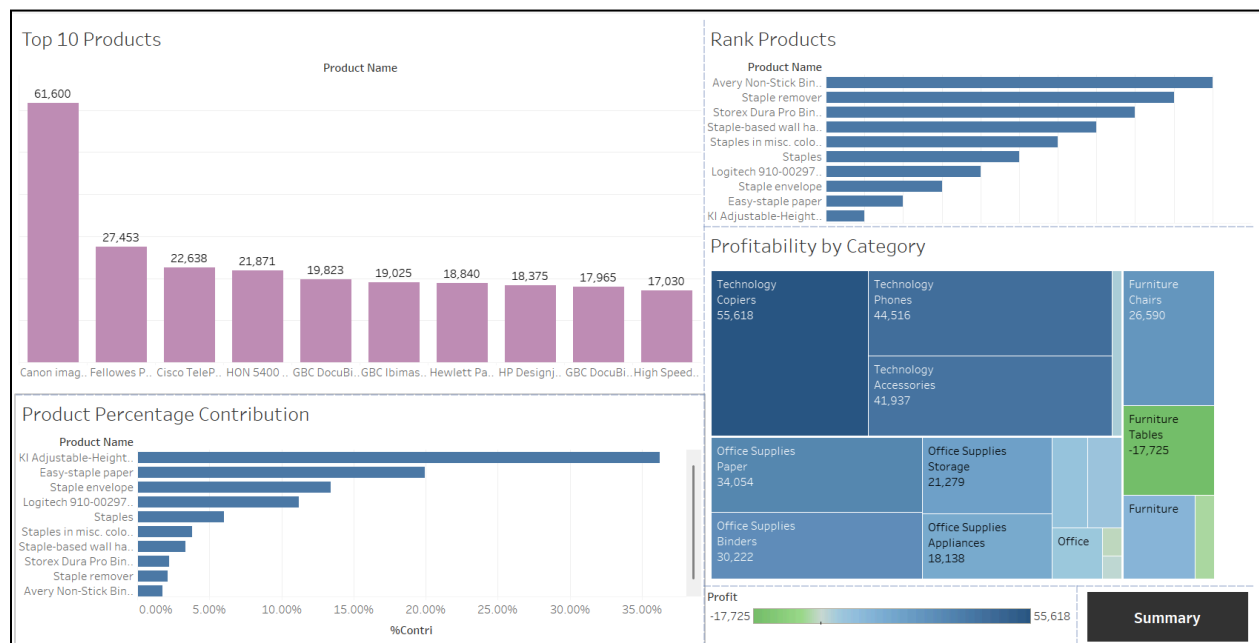 Top 10 Products
Product Name
61,600
27,453
22,638
21,871
19,823
19,025
18,840
18,375
17,965
17,030
Canon imag..
Fellowes P..
Cisco TeleP..
HON 5400 ..
GBC DocuBi..
GBC Ibimas..
Hewlett Pa..
HP Designj..
GBC DocuBi..
High Speed..
Product Percentage Contribution
Product Name
KI Adjustable-Height..
Easy-staple paper
Staple envelope
Logitech 910-00297..
Staples
Staples in misc. colo..
Staple-based wall ha..
Storex Dura Pro Bin..
Staple remover
Avery Non-Stick Bin..
0.00%
5.00%
10.00%
15.00%
20.00%
25.00%
30.00%
35.00%
%Contri
Rank Products
Product Name
Avery Non-Stick Bin..
Staple remover
Storex Dura Pro Bin..
Staple-based wall ha..
Staples in misc. colo..
Staples
Logitech 910-00297..
Staple envelope
Easy-staple paper
KI Adjustable-Height..
Profitability by Category
Technology
Copiers
55,618
Technology
Phones
44,516
Technology
Accessories
41,937
Furniture
Chairs
26,590
Furniture
Tables
-17,725
Furniture
Office Supplies
Paper
34,054
Office Supplies
Binders
30,222
Office Supplies
Storage
21,279
Office Supplies
Appliances
18,138
Office
Profit
-17,725
55,618
Summary